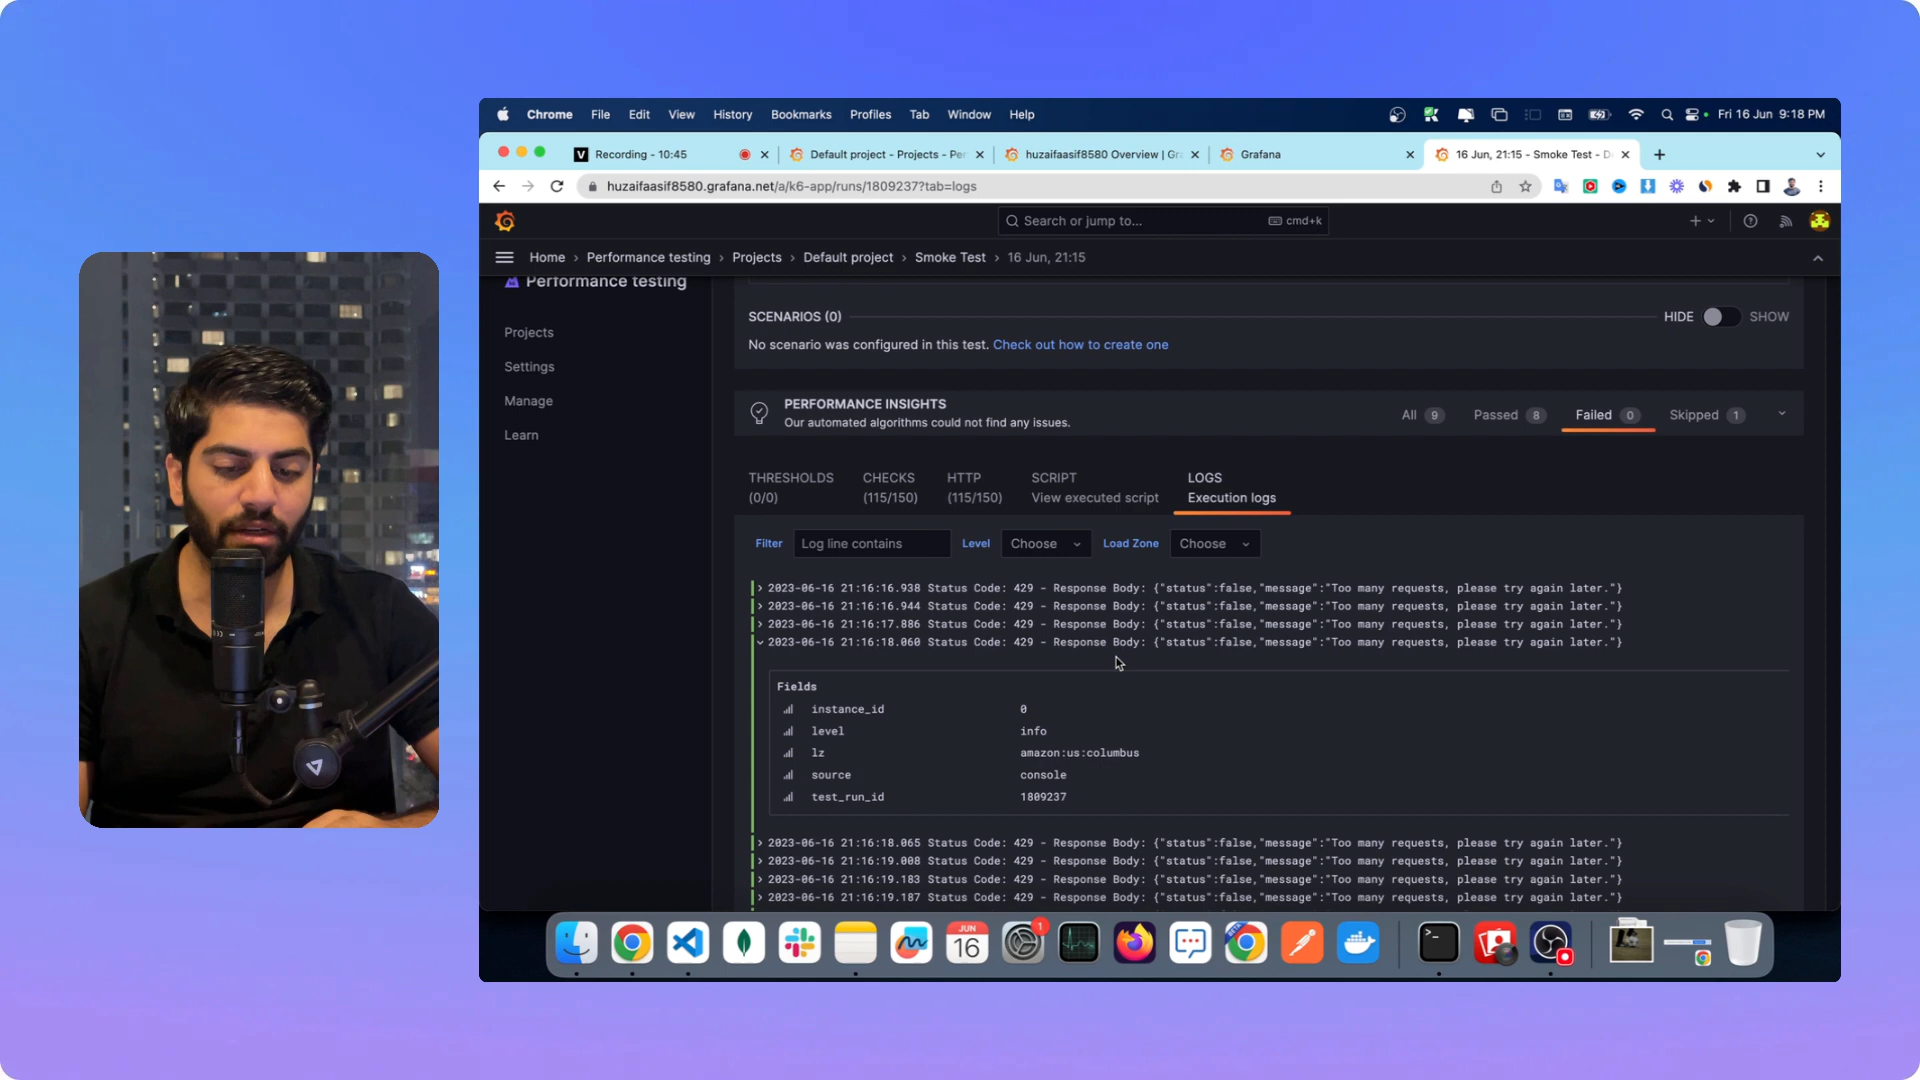 Chrome File Edit View History Bookmarks Profiles Tab Window Help Fri 16 Jun 9:18 PM
V Recording - 10:45 Default project - Projects - Per huzaifaasif8580 Overview | Gr Grafana 16 Jun, 21:15 - Smoke Test - D
huzaifaasif8580.grafana.net/a/k6-app/runs/1809237?tab=logs
Search or jump to... cmd+k
Home › Performance testing › Projects › Default project › Smoke Test › 16 Jun, 21:15
Performance testing
Projects
Settings
Manage
Learn
SCENARIOS (0) HIDE SHOW
No scenario was configured in this test. Check out how to create one
PERFORMANCE INSIGHTS
Our automated algorithms could not find any issues.
All 9 Passed 8 Failed 0 Skipped 1
THRESHOLDS CHECKS HTTP SCRIPT LOGS
(0/0) (115/150) (115/150) View executed script Execution logs
Filter Log line contains Level Choose Load Zone Choose
2023-06-16 21:16:16.938 Status Code: 429 - Response Body: {"status":false,"message":"Too many requests, please try again later."}
2023-06-16 21:16:16.944 Status Code: 429 - Response Body: {"status":false,"message":"Too many requests, please try again later."}
2023-06-16 21:16:17.886 Status Code: 429 - Response Body: {"status":false,"message":"Too many requests, please try again later."}
2023-06-16 21:16:18.060 Status Code: 429 - Response Body: {"status":false,"message":"Too many requests, please try again later."}
Fields
instance_id 0
level info
lz amazon:us:columbus
source console
test_run_id 1809237
2023-06-16 21:16:18.065 Status Code: 429 - Response Body: {"status":false,"message":"Too many requests, please try again later."}
2023-06-16 21:16:19.008 Status Code: 429 - Response Body: {"status":false,"message":"Too many requests, please try again later."}
2023-06-16 21:16:19.183 Status Code: 429 - Response Body: {"status":false,"message":"Too many requests, please try again later."}
2023-06-16 21:16:19.187 Status Code: 429 - Response Body: {"status":false,"message":"Too many requests, please try again later."}
JUN
16
1
BETA